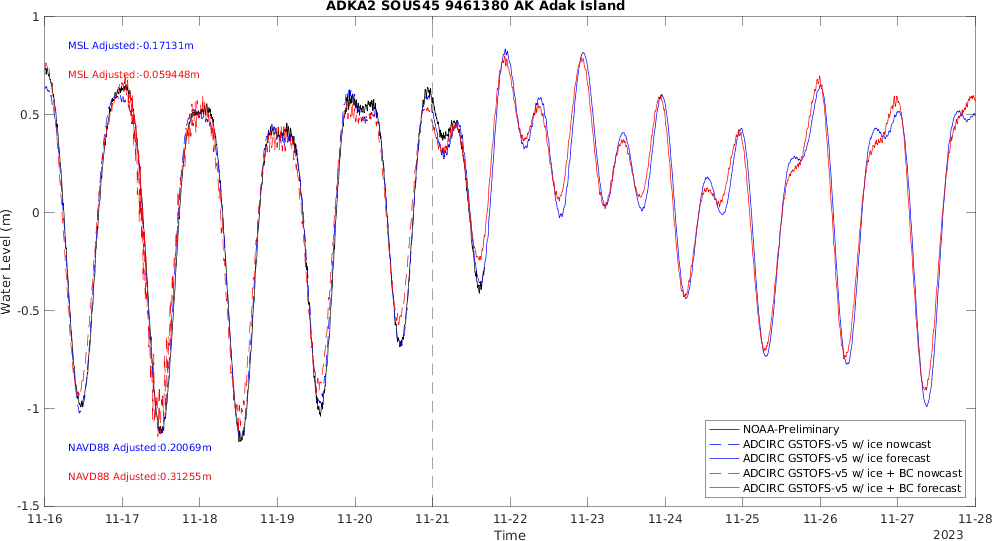 ADKA2 SOUS45 9461380 AK Adak Island
1
MSL Adjusted:-0.17131m
MSL Adjusted:-0.059448m
0.5
0
Water Level (m)
-0.5
-1
NAVD88 Adjusted:0.20069m
NAVD88 Adjusted:0.31255m
-1.5
NOAA-Preliminary
ADCIRC GSTOFS-v5 w/ ice nowcast
ADCIRC GSTOFS-v5 w/ ice forecast
ADCIRC GSTOFS-v5 w/ ice + BC nowcast
ADCIRC GSTOFS-v5 w/ ice + BC forecast
11-16 11-17 11-18 11-19 11-20 11-21 11-22 11-23 11-24 11-25 11-26 11-27 11-28
Time
2023